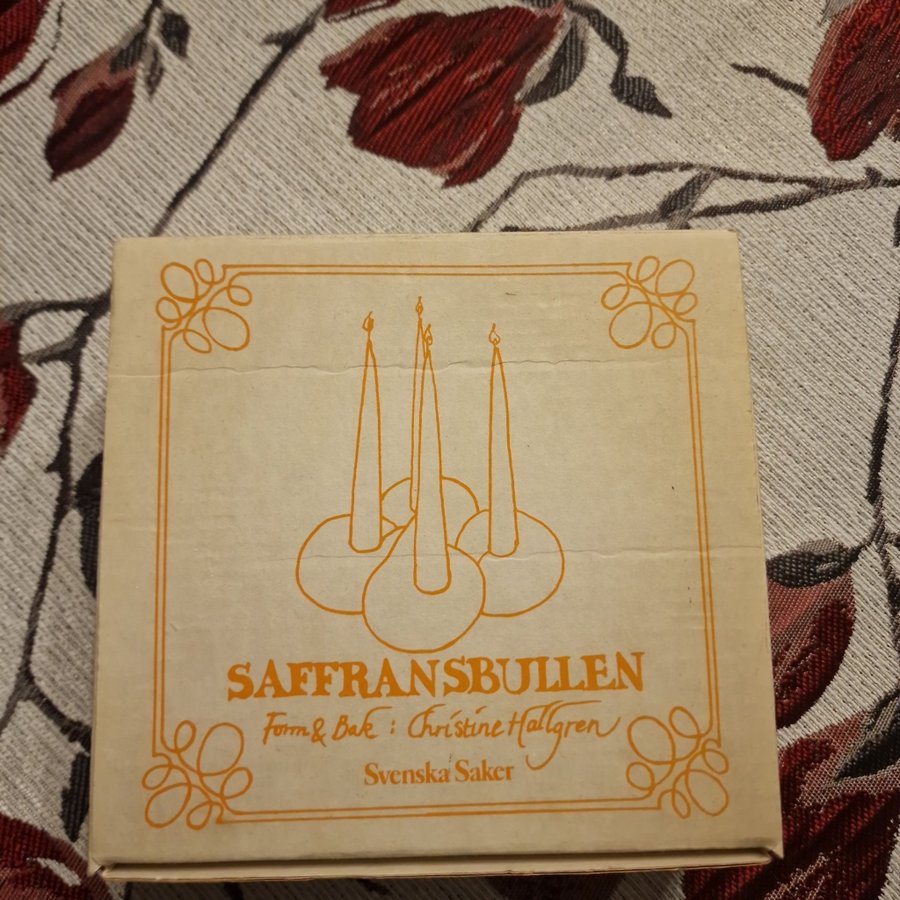 SAFFRANSBULLEN
Form & Bak : Christine Hallgren
Svenska Saker